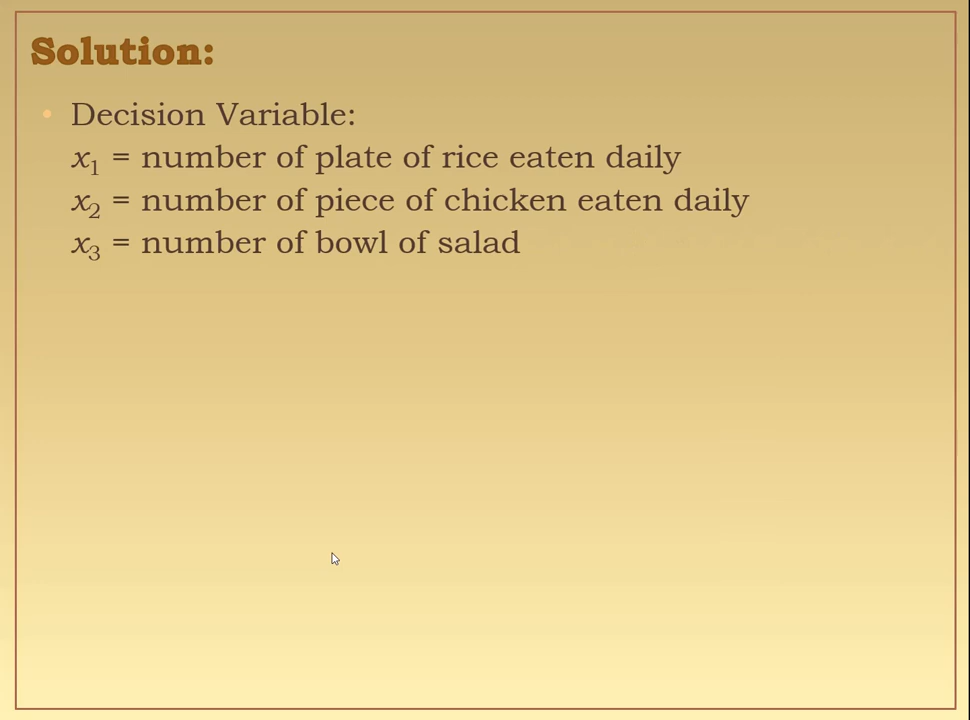 Solution:
• Decision Variable:
x₁ = number of plate of rice eaten daily
x₂ = number of piece of chicken eaten daily
x₃ = number of bowl of salad